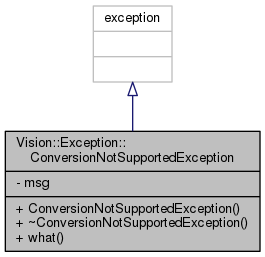 exception
Vision::Exception::
ConversionNotSupportedException
- msg
+ ConversionNotSupportedException()
+ ~ConversionNotSupportedException()
+ what()